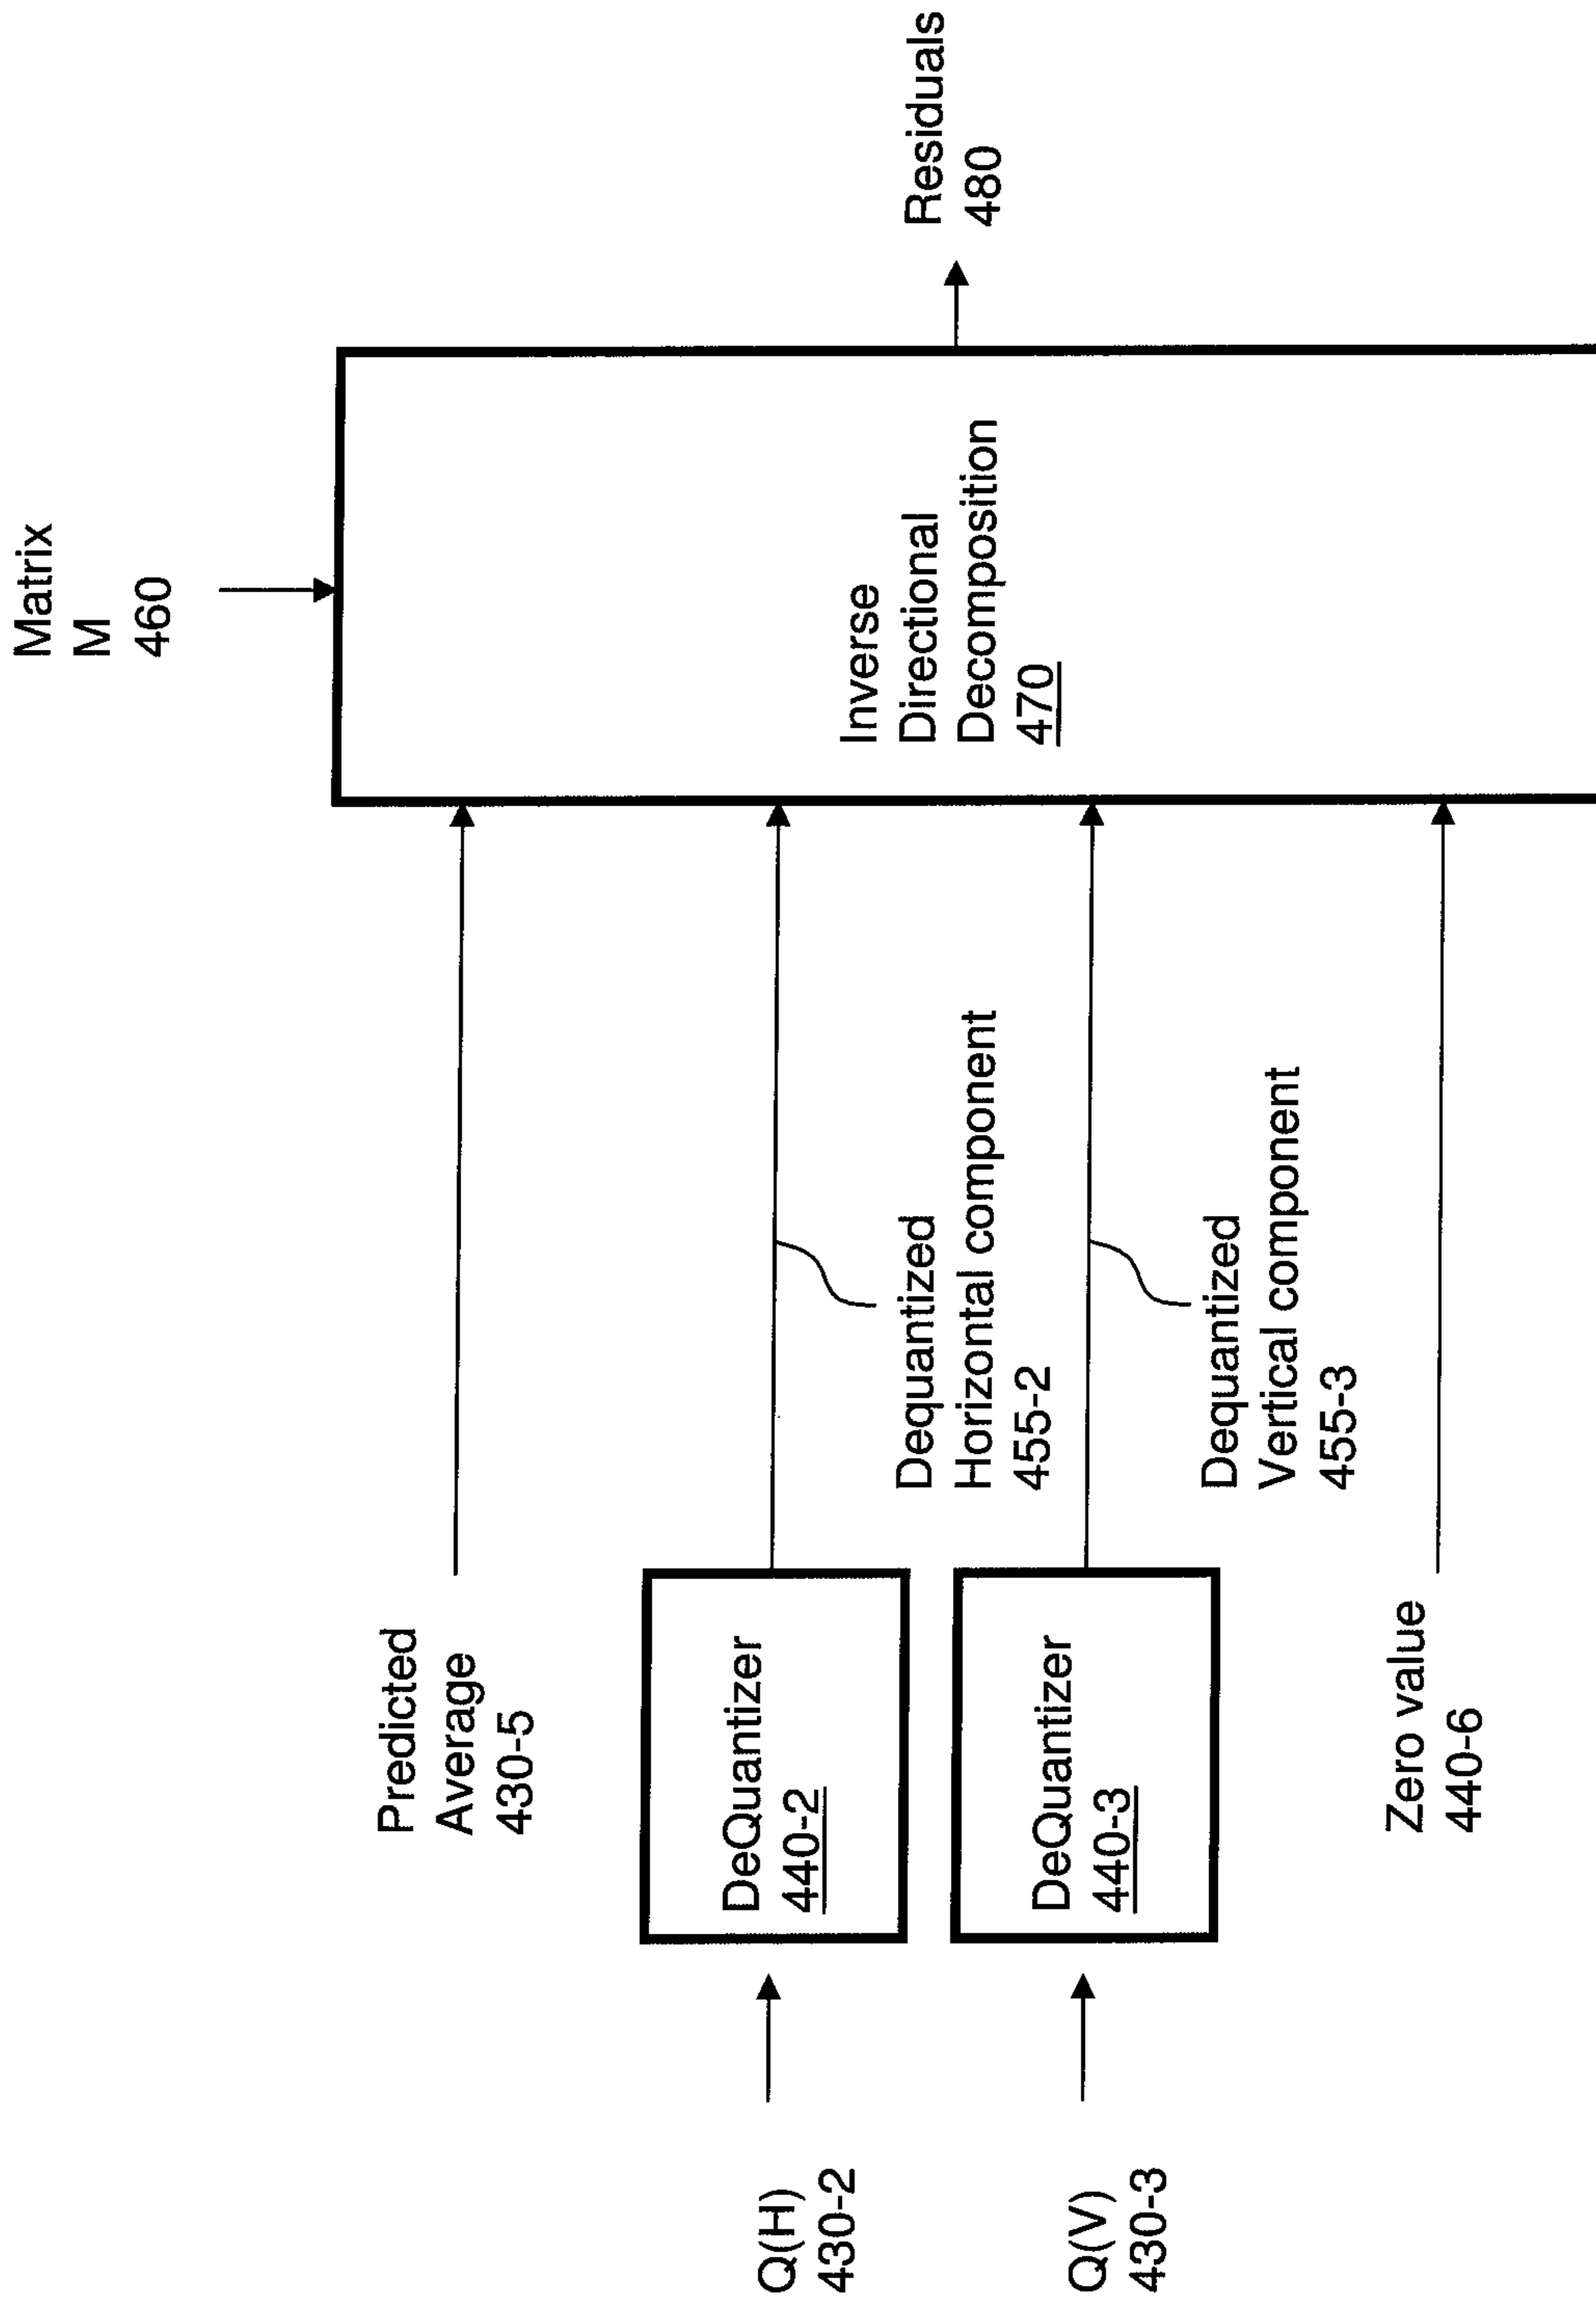 Matrix
M
460
Predicted
Average
430-5
Q(H)
430-2
DeQuantizer
440-2
Dequantized
Horizontal component
455-2
Inverse
Directional
Decomposition
470
Residuals
480
Q(V)
430-3
DeQuantizer
440-3
Dequantized
Vertical component
455-3
Zero value
440-6